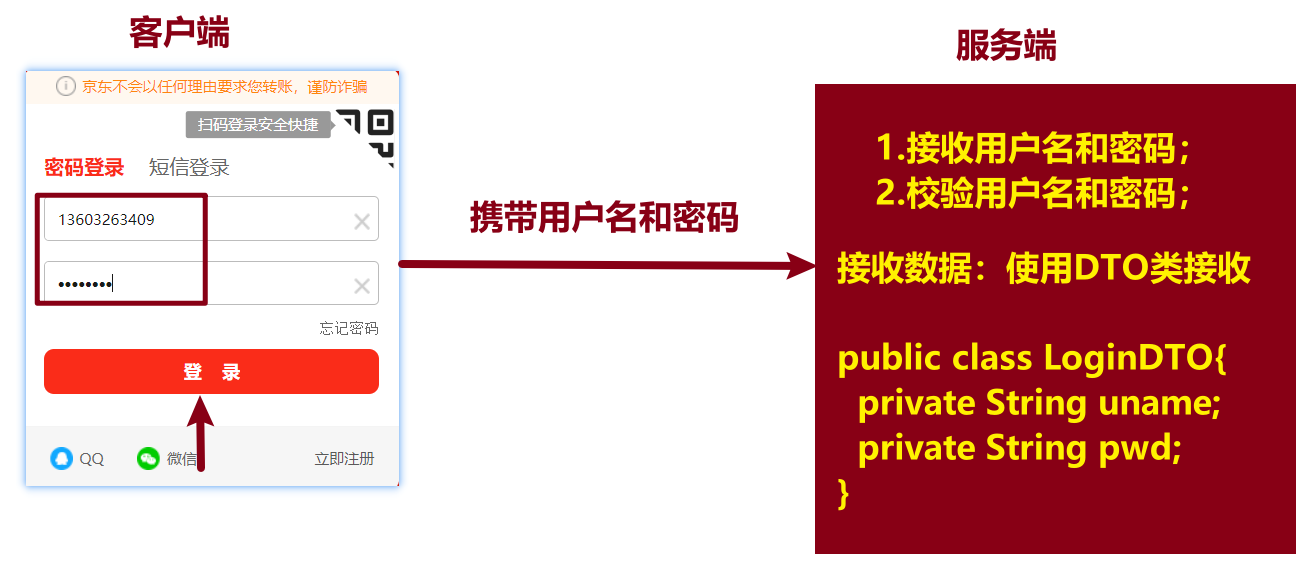 客户端
京东不会以任何理由要求您转账，谨防诈骗
扫码登录安全快捷
密码登录 短信登录
13603263409
••••••••
忘记密码
登 录
QQ 微信 立即注册
携带用户名和密码
服务端
1.接收用户名和密码；
2.校验用户名和密码；
接收数据：使用DTO类接收
public class LoginDTO{
private String uname;
private String pwd;
}